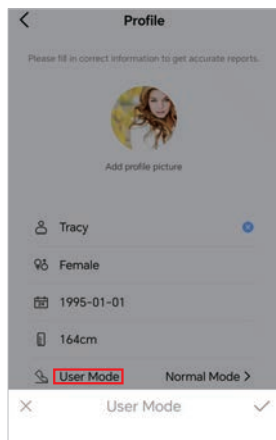 Profile
Please fill in correct information to get accurate reports.
Add profile picture
Tracy
Female
1995-01-01
164cm
User Mode Normal Mode >
User Mode